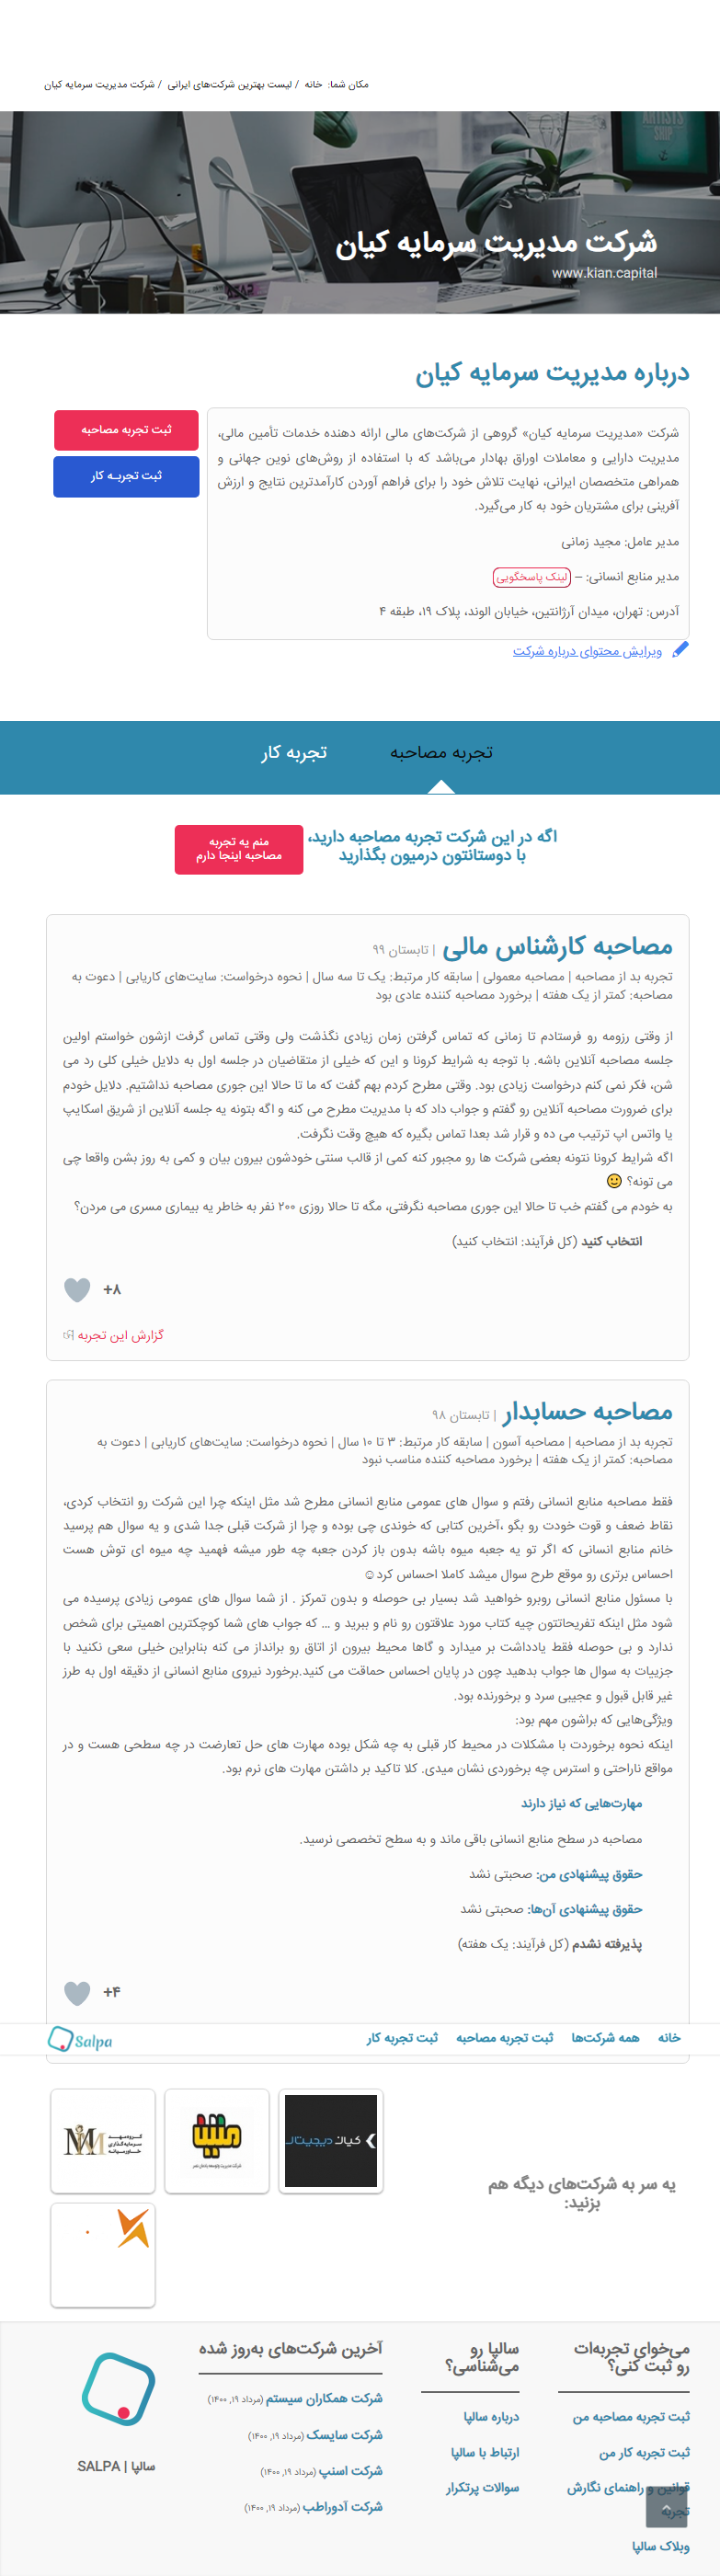 مکان شما: خانه / لیست بهترین شرکت‌های ایرانی / شرکت مدیریت سرمایه کیان
شرکت مدیریت سرمایه کیان
www.kian.capital
درباره مدیریت سرمایه کیان
ثبت تجربه مصاحبه
ثبت تجربـه کار
شرکت «مدیریت سرمایه کیان» گروهی از شرکت‌های مالی ارائه دهنده خدمات تأمین مالی،
مدیریت دارایی و معاملات اوراق بهادار می‌باشد که با استفاده از روش‌های نوین جهانی و
همراهی متخصصان ایرانی، نهایت تلاش خود را برای فراهم آوردن کارآمدترین نتایج و ارزش
آفرینی برای مشتریان خود به کار می‌گیرد.
مدیر عامل: مجید زمانی
مدیر منابع انسانی: – لینک پاسخگویی
آدرس: تهران، میدان آرژانتین، خیابان الوند، پلاک ۱۹، طبقه ۴
ویرایش محتوای درباره شرکت
تجربه مصاحبه
تجربه کار
اگه در این شرکت تجربه مصاحبه دارید،
با دوستانتون درمیون بگذارید
منم یه تجربه
مصاحبه اینجا دارم
مصاحبه کارشناس مالی | تابستان ۹۹
تجربه بد از مصاحبه | مصاحبه معمولی | سابقه کار مرتبط: یک تا سه سال | نحوه درخواست: سایت‌های کاریابی | دعوت به
مصاحبه: کمتر از یک هفته | برخورد مصاحبه کننده عادی بود
از وقتی رزومه رو فرستادم تا زمانی که تماس گرفتن زمان زیادی نگذشت ولی وقتی تماس گرفت ازشون خواستم اولین
جلسه مصاحبه آنلاین باشه. با توجه به شرایط کرونا و این که خیلی از متقاضیان در جلسه اول به دلایل خیلی کلی رد می
شن، فکر نمی کنم درخواست زیادی بود. وقتی مطرح کردم بهم گفت که ما تا حالا این جوری مصاحبه نداشتیم. دلایل خودم
برای ضرورت مصاحبه آنلاین رو گفتم و جواب داد که با مدیریت مطرح می کنه و اگه بتونه یه جلسه آنلاین از شریق اسکایپ
یا واتس اپ ترتیب می ده و قرار شد بعدا تماس بگیره که هیچ وقت نگرفت.
اگه شرایط کرونا نتونه بعضی شرکت ها رو مجبور کنه کمی از قالب سنتی خودشون بیرون بیان و کمی به روز بشن واقعا چی
می تونه؟ 🙂
به خودم می گفتم خب تا حالا این جوری مصاحبه نگرفتی، مگه تا حالا روزی ۲۰۰ نفر به خاطر یه بیماری مسری می مردن؟
انتخاب کنید (کل فرآیند: انتخاب کنید)
+۸
گزارش این تجربه
مصاحبه حسابدار | تابستان ۹۸
تجربه بد از مصاحبه | مصاحبه آسون | سابقه کار مرتبط: ۳ تا ۱۰ سال | نحوه درخواست: سایت‌های کاریابی | دعوت به
مصاحبه: کمتر از یک هفته | برخورد مصاحبه کننده مناسب نبود
فقط مصاحبه منابع انسانی رفتم و سوال های عمومی منابع انسانی مطرح شد مثل اینکه چرا این شرکت رو انتخاب کردی،
نقاط ضعف و قوت خودت رو بگو ،آخرین کتابی که خوندی چی بوده و چرا از شرکت قبلی جدا شدی و یه سوال هم پرسید
خانم منابع انسانی که اگر تو یه جعبه میوه باشه بدون باز کردن جعبه چه طور میشه فهمید چه میوه ای توش هست
احساس برتری رو موقع طرح سوال میشد کاملا احساس کرد☺
با مسئول منابع انسانی روبرو خواهید شد بسیار بی حوصله و بدون تمرکز . از شما سوال های عمومی زیادی پرسیده می
شود مثل اینکه تفریحاتتون چیه کتاب مورد علاقتون رو نام و ببرید و … که جواب های شما کوچکترین اهمیتی برای شخص
ندارد و بی حوصله فقط یادداشت بر میدارد و گاها محیط بیرون از اتاق رو برانداز می کنه بنابراین خیلی سعی نکنید با
جزییات به سوال ها جواب بدهید چون در پایان احساس حماقت می کنید.برخورد نیروی منابع انسانی از دقیقه اول به طرز
غیر قابل قبول و عجیبی سرد و برخورنده بود.
ویژگی‌هایی که براشون مهم بود:
اینکه نحوه برخوردت با مشکلات در محیط کار قبلی به چه شکل بوده مهارت های حل تعارضت در چه سطحی هست و در
مواقع ناراحتی و استرس چه برخوردی نشان میدی. کلا تاکید بر داشتن مهارت های نرم بود.
مهارت‌هایی که نیاز دارند
مصاحبه در سطح منابع انسانی باقی ماند و به سطح تخصصی نرسید.
حقوق پیشنهادی من: صحبتی نشد
حقوق پیشنهادی آن‌ها: صحبتی نشد
پذیرفته نشدم (کل فرآیند: یک هفته)
+۴
خانه همه شرکت‌ها ثبت تجربه مصاحبه ثبت تجربه کار
Salpa
یه سر به شرکت‌های دیگه هم
بزنید:
کیان دیجیتال
گروه سهند
سرمایه‌گذاری
خاورمیانه
می‌خوای تجربه‌ات
رو ثبت کنی؟
ثبت تجربه مصاحبه من
ثبت تجربه کار من
قوانین و راهنمای نگارش
تجربه
وبلاگ سالپا
سالپا رو
می‌شناسی؟
درباره سالپا
ارتباط با سالپا
سوالات پرتکرار
آخرین شرکت‌های به‌روز شده
شرکت همکاران سیستم (مرداد ۱۹, ۱۴۰۰)
شرکت سایسک (مرداد ۱۹, ۱۴۰۰)
شرکت اسنپ (مرداد ۱۹, ۱۴۰۰)
شرکت آدوراطب (مرداد ۱۹, ۱۴۰۰)
سالپا | SALPA